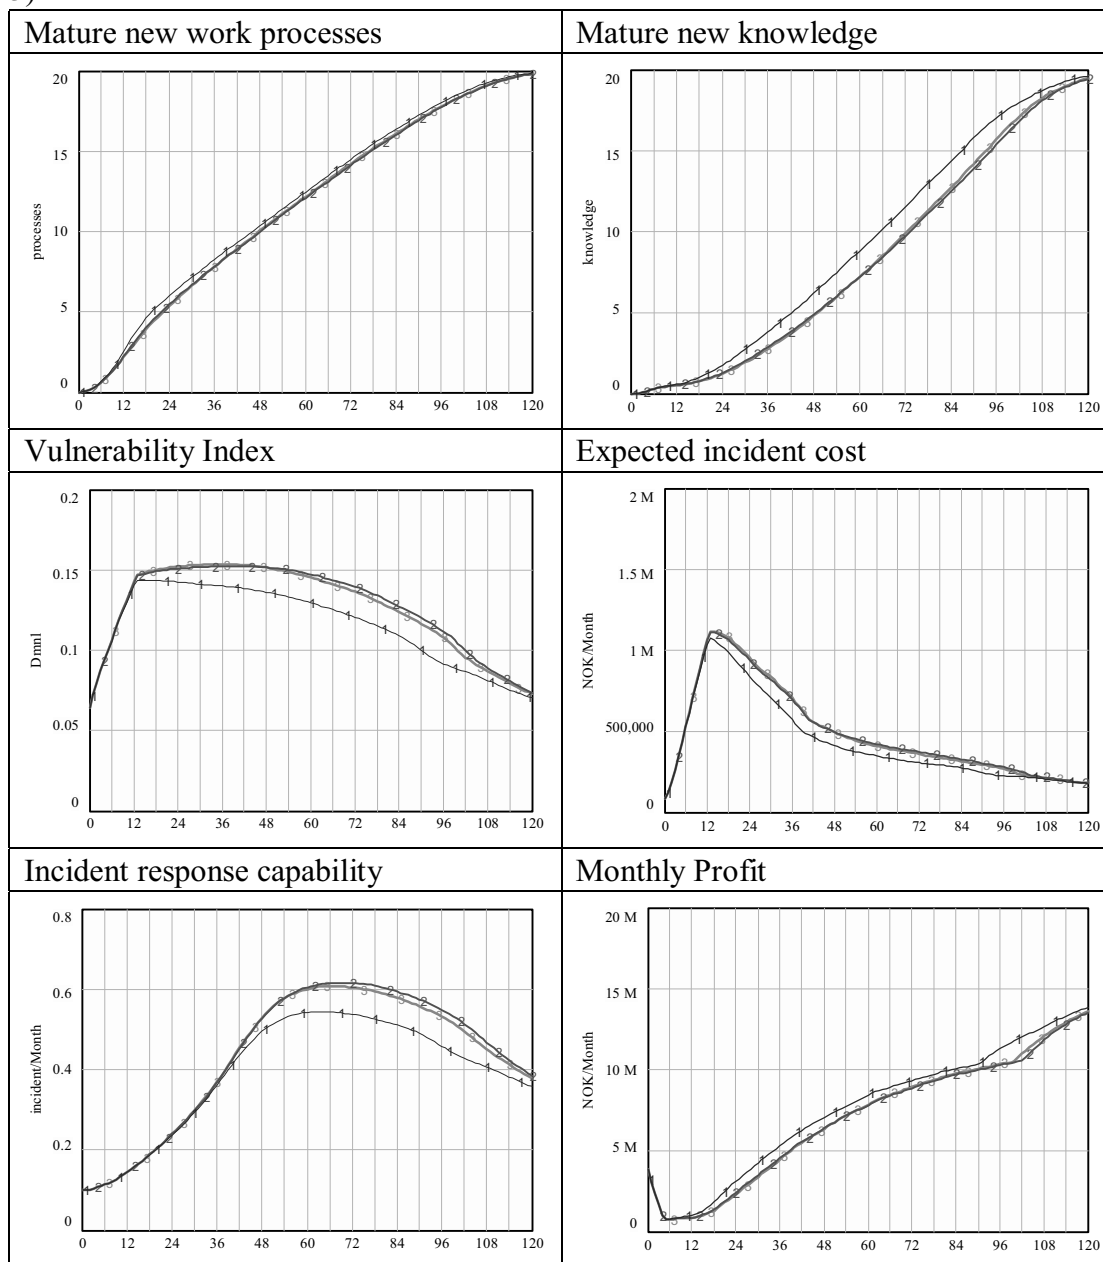 Mature new work processes
Mature new knowledge
20
15
10
5
0
processes
0 12 24 36 48 60 72 84 96 108 120
20
15
10
5
0
knowledge
0 12 24 36 48 60 72 84 96 108 120
Vulnerability Index
Expected incident cost
0.2
0.15
0.1
0.05
0
Dmnl
0 12 24 36 48 60 72 84 96 108 120
2 M
1.5 M
1 M
500,000
0
NOK/Month
0 12 24 36 48 60 72 84 96 108 120
Incident response capability
Monthly Profit
0.8
0.6
0.4
0.2
0
incident/Month
0 12 24 36 48 60 72 84 96 108 120
20 M
15 M
10 M
5 M
0
NOK/Month
0 12 24 36 48 60 72 84 96 108 120